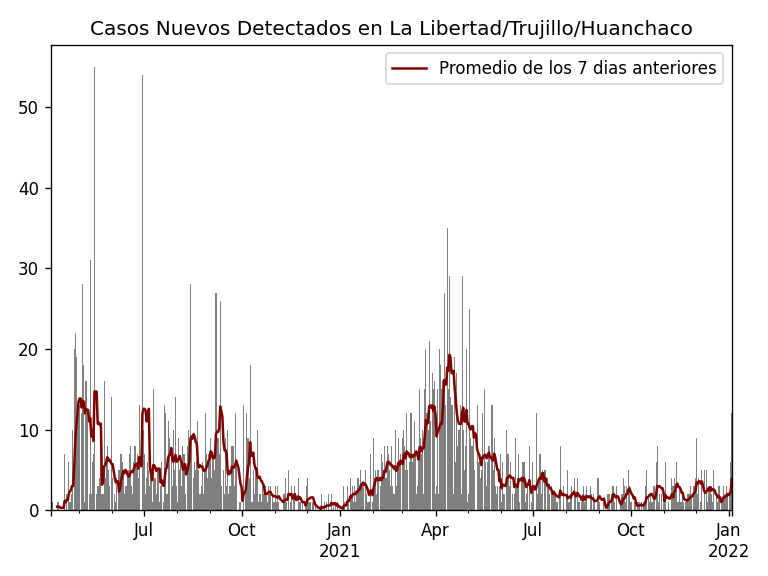 Casos Nuevos Detectados en La Libertad/Trujillo/Huanchaco
Promedio de los 7 dias anteriores
50
40
30
20
10
0
Jul Oct Jan Apr Jul Oct Jan
2021 2022